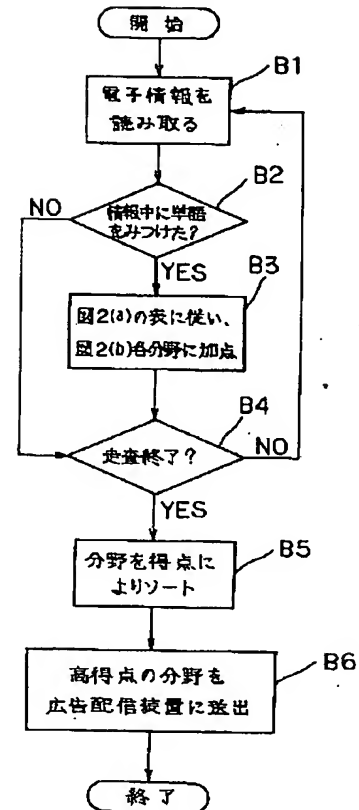 開始
B1
電子情報を
読み取る
B2
情報中に単語
をみつけた?
NO
YES
B3
図2(a)の表に従い、
図2(b)各分野に加点
B4
走査終了?
NO
YES
B5
分野を得点に
よりソート
B6
高得点の分野を
広告配信装置に送出
終了